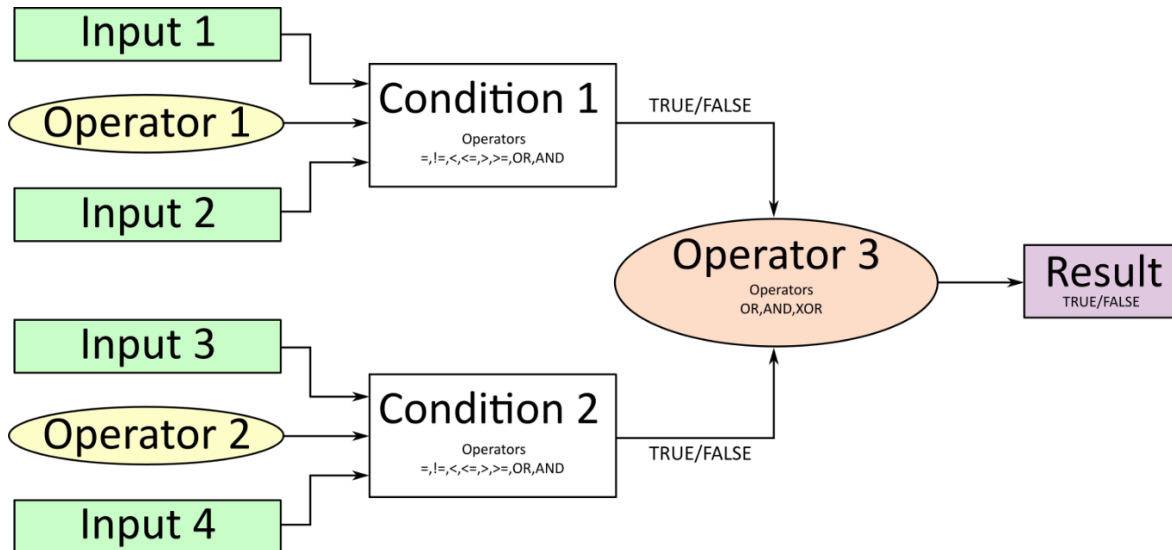 Input 1
Operator 1
Input 2
Condition 1
Operators
=,!=,<,<=,>,>=,OR,AND
TRUE/FALSE
Input 3
Operator 2
Input 4
Condition 2
Operators
=,!=,<,<=,>,>=,OR,AND
TRUE/FALSE
Operator 3
Operators
OR,AND,XOR
Result
TRUE/FALSE